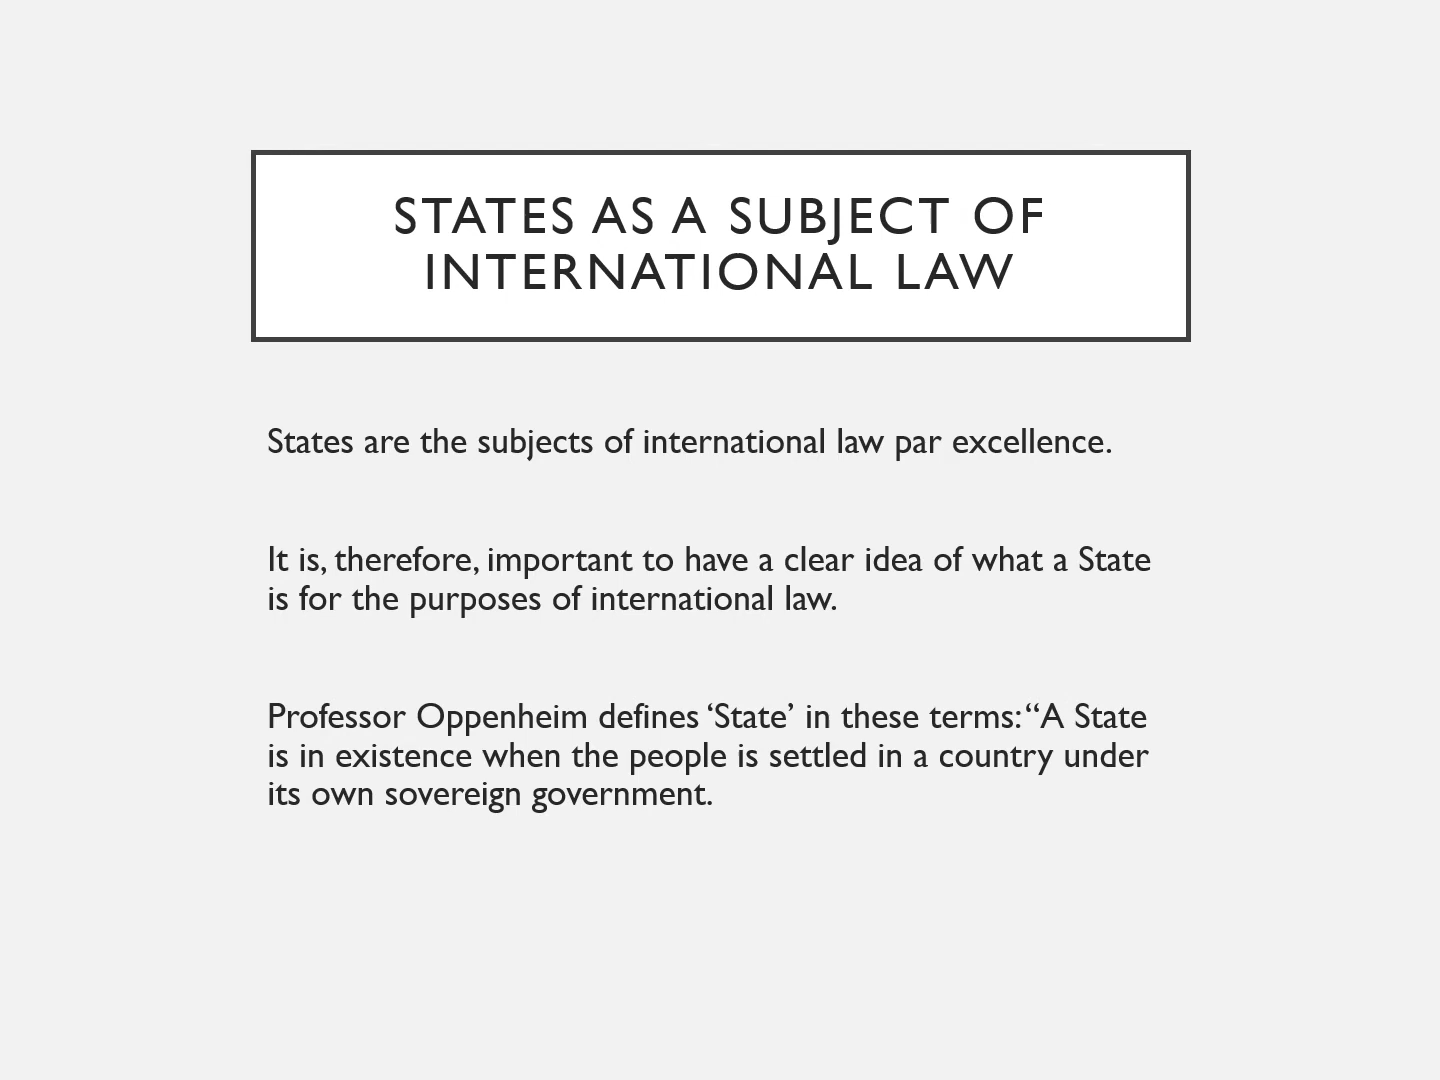 STATES AS A SUBJECT OF
INTERNATIONAL LAW
States are the subjects of international law par excellence.
It is, therefore, important to have a clear idea of what a State
is for the purposes of international law.
Professor Oppenheim defines ‘State’ in these terms: “A State
is in existence when the people is settled in a country under
its own sovereign government.